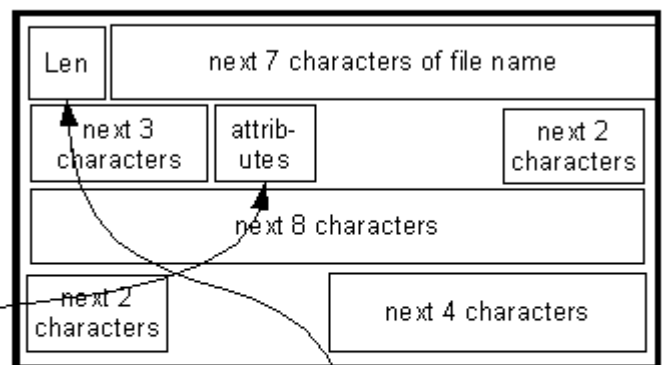 Len
next 7 characters of file name
next 3
characters
attrib-
utes
next 2
characters
next 8 characters
next 2
characters
next 4 characters